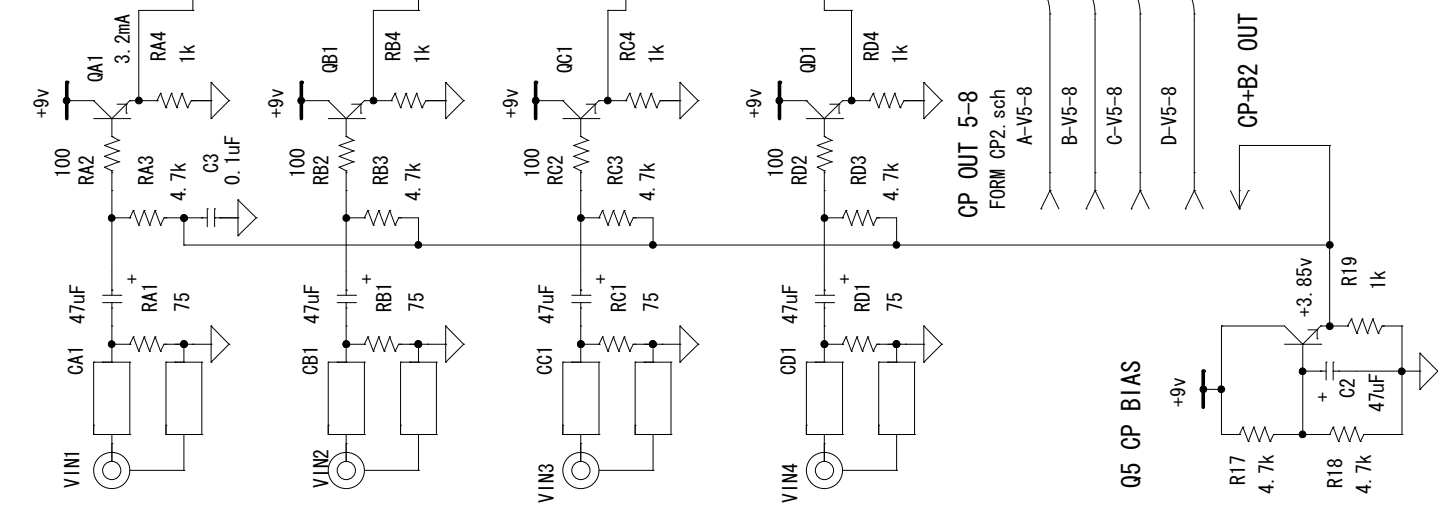 +9v
QA1
3.2mA
RA4
1k
100
RA2
RA3
4.7k
C3
0.1uF
47uF
+
RA1
75
CA1
VIN1
+9v
QB1
RB4
1k
100
RB2
RB3
4.7k
47uF
+
RB1
75
CB1
VIN2
+9v
QC1
RC4
1k
100
RC2
RC3
4.7k
47uF
+
RC1
75
CC1
VIN3
+9v
QD1
RD4
1k
100
RD2
RD3
4.7k
47uF
+
RD1
75
CD1
VIN4
CP OUT 5-8
FORM CP2.sch
A-V5-8
B-V5-8
C-V5-8
D-V5-8
CP+B2 OUT
Q5 CP BIAS
+9v
+3.85v
R19
1k
+
C2
47uF
R17
4.7k
R18
4.7k